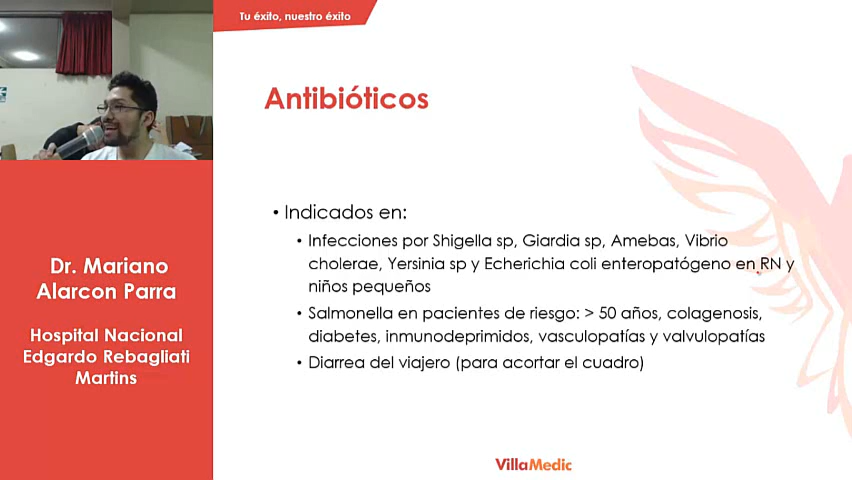 Tu éxito, nuestro éxito
Antibióticos
• Indicados en:
• Infecciones por Shigella sp, Giardia sp, Amebas, Vibrio
cholerae, Yersinia sp y Echerichia coli enteropatógeno en RN y
niños pequeños
• Salmonella en pacientes de riesgo: > 50 años, colagenosis,
diabetes, inmunodeprimidos, vasculopatías y valvulopatías
• Diarrea del viajero (para acortar el cuadro)
Dr. Mariano
Alarcon Parra
Hospital Nacional
Edgardo Rebagliati
Martins
VillaMedic